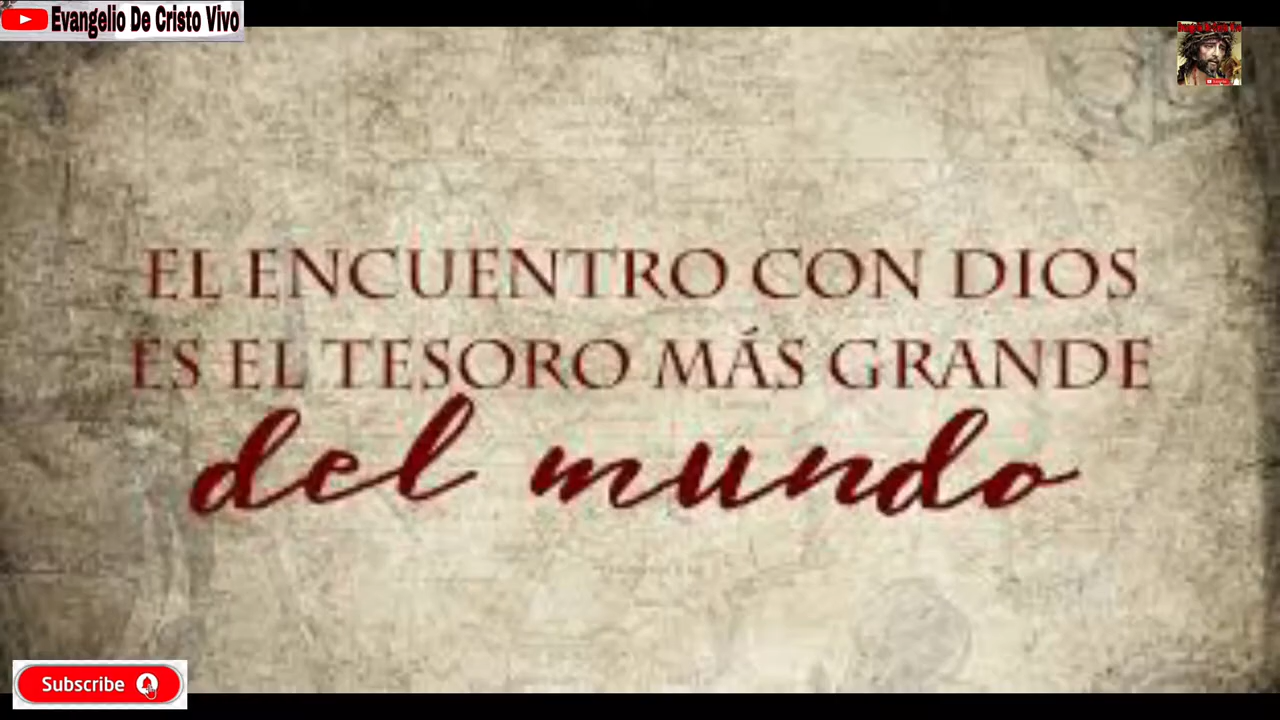 Evangelio De Cristo Vivo
EL ENCUENTRO CON DIOS
ES EL TESORO MÁS GRANDE
del mundo
Subscribe